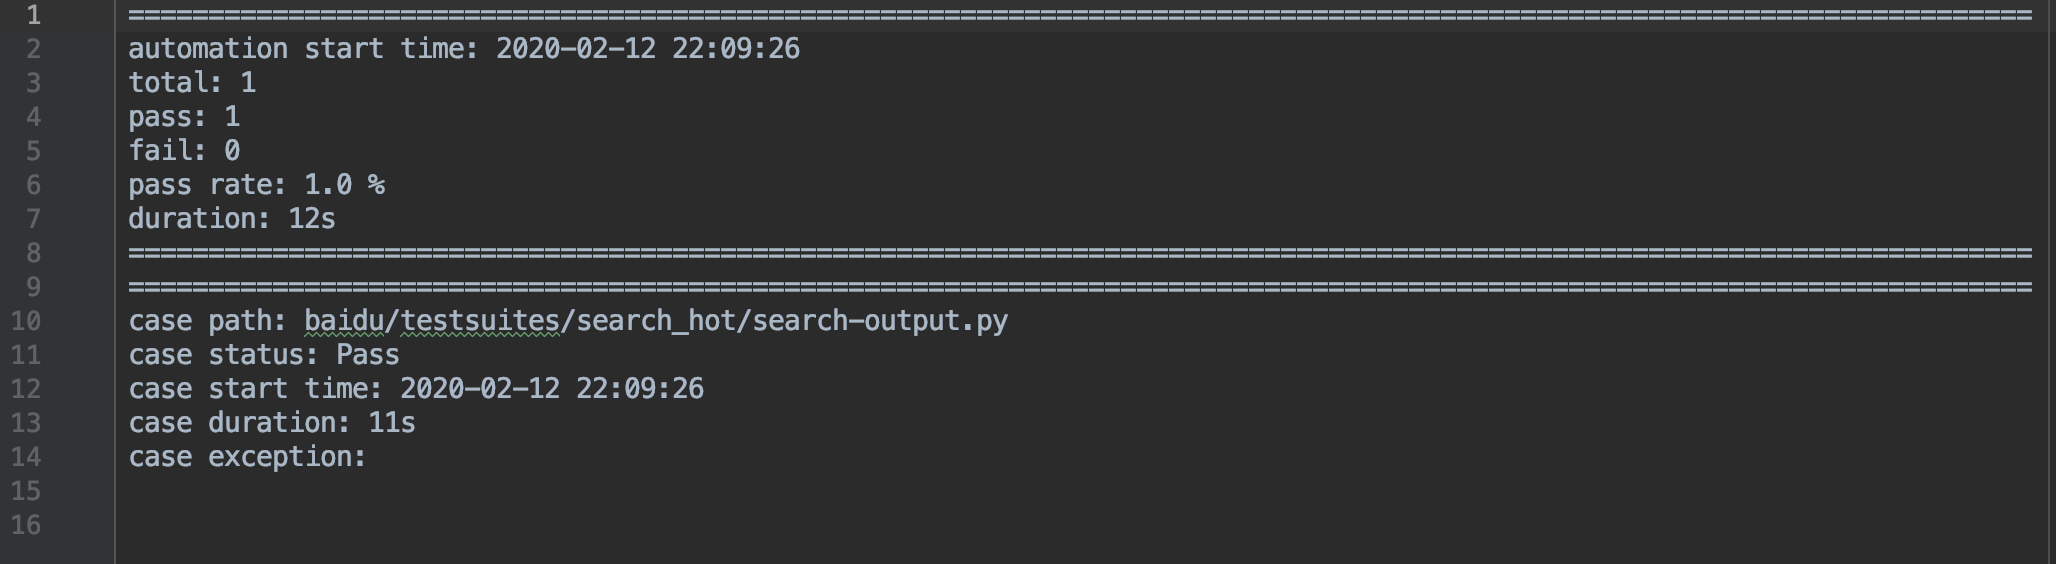 1 =======================================================================================================================
2 automation start time: 2020-02-12 22:09:26
3 total: 1
4 pass: 1
5 fail: 0
6 pass rate: 1.0 %
7 duration: 12s
8 =======================================================================================================================
9 =======================================================================================================================
10 case path: baidu/testsuites/search_hot/search-output.py
11 case status: Pass
12 case start time: 2020-02-12 22:09:26
13 case duration: 11s
14 case exception:
15
16